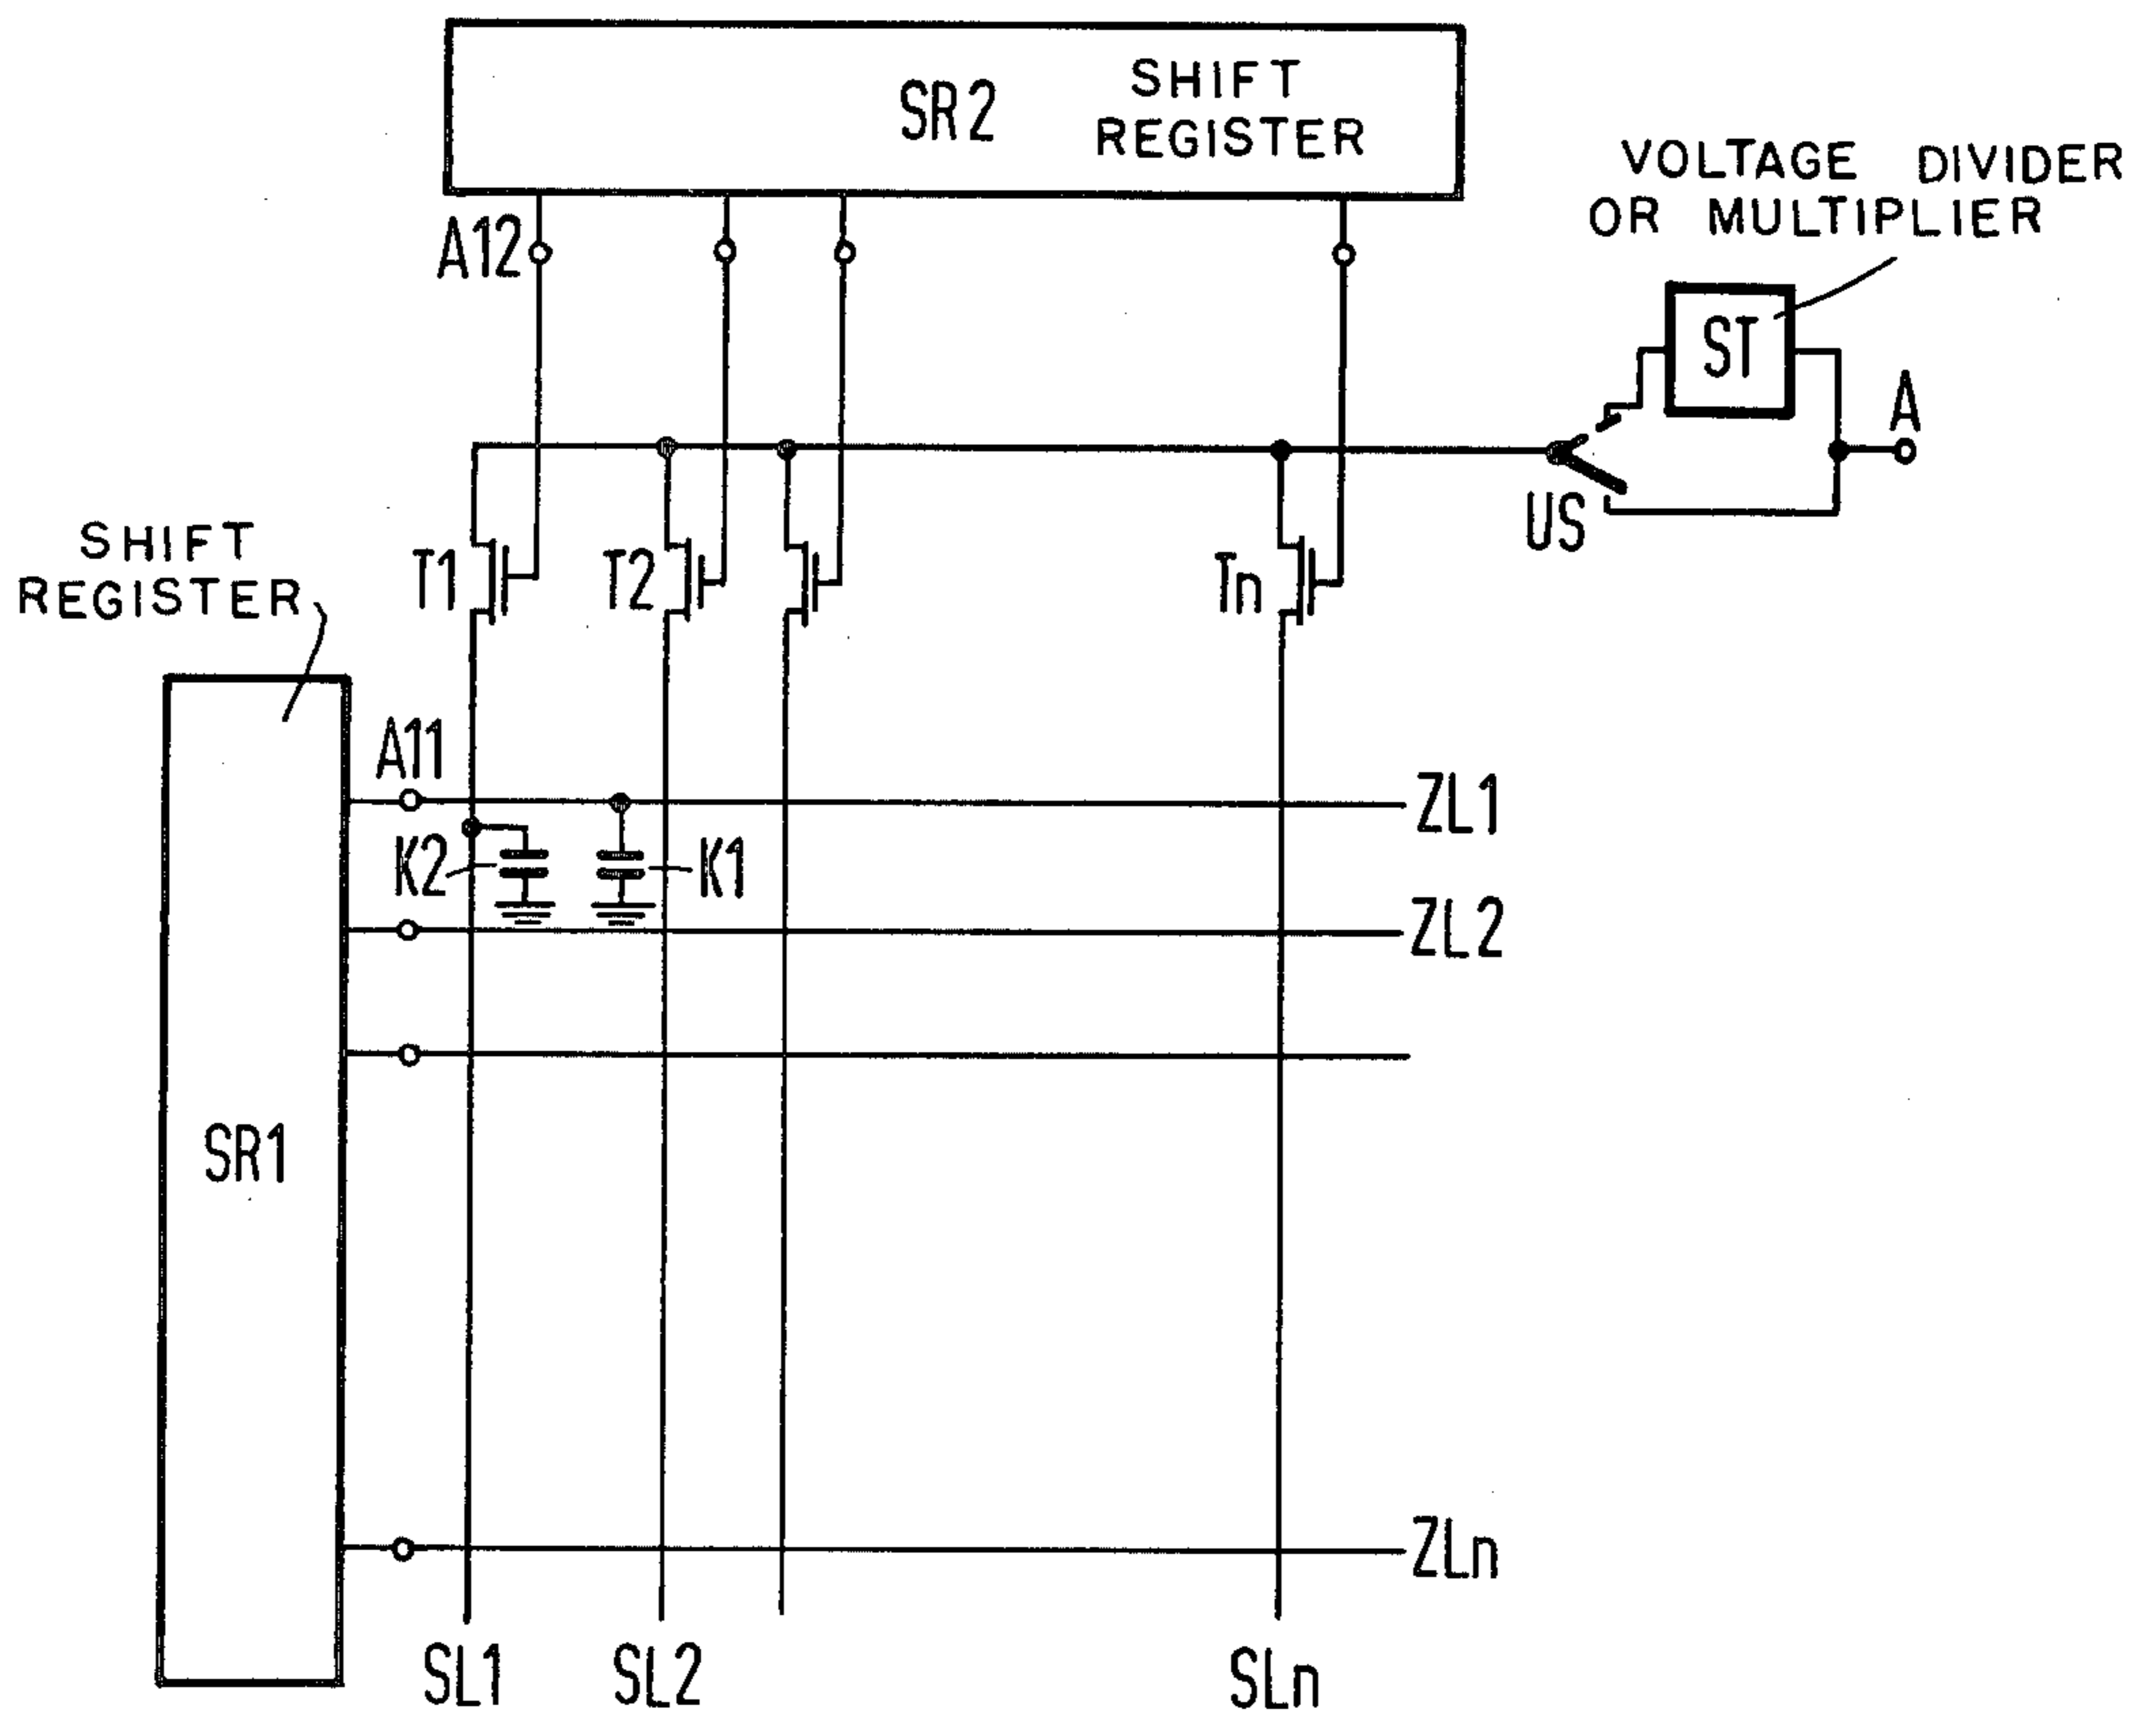 SR2
SHIFT
REGISTER
VOLTAGE DIVIDER
OR MULTIPLIER
A12
ST
A
US
SHIFT
REGISTER
T1
T2
Tn
A11
ZL1
K2
K1
ZL2
SR1
ZLn
SL1
SL2
SLn